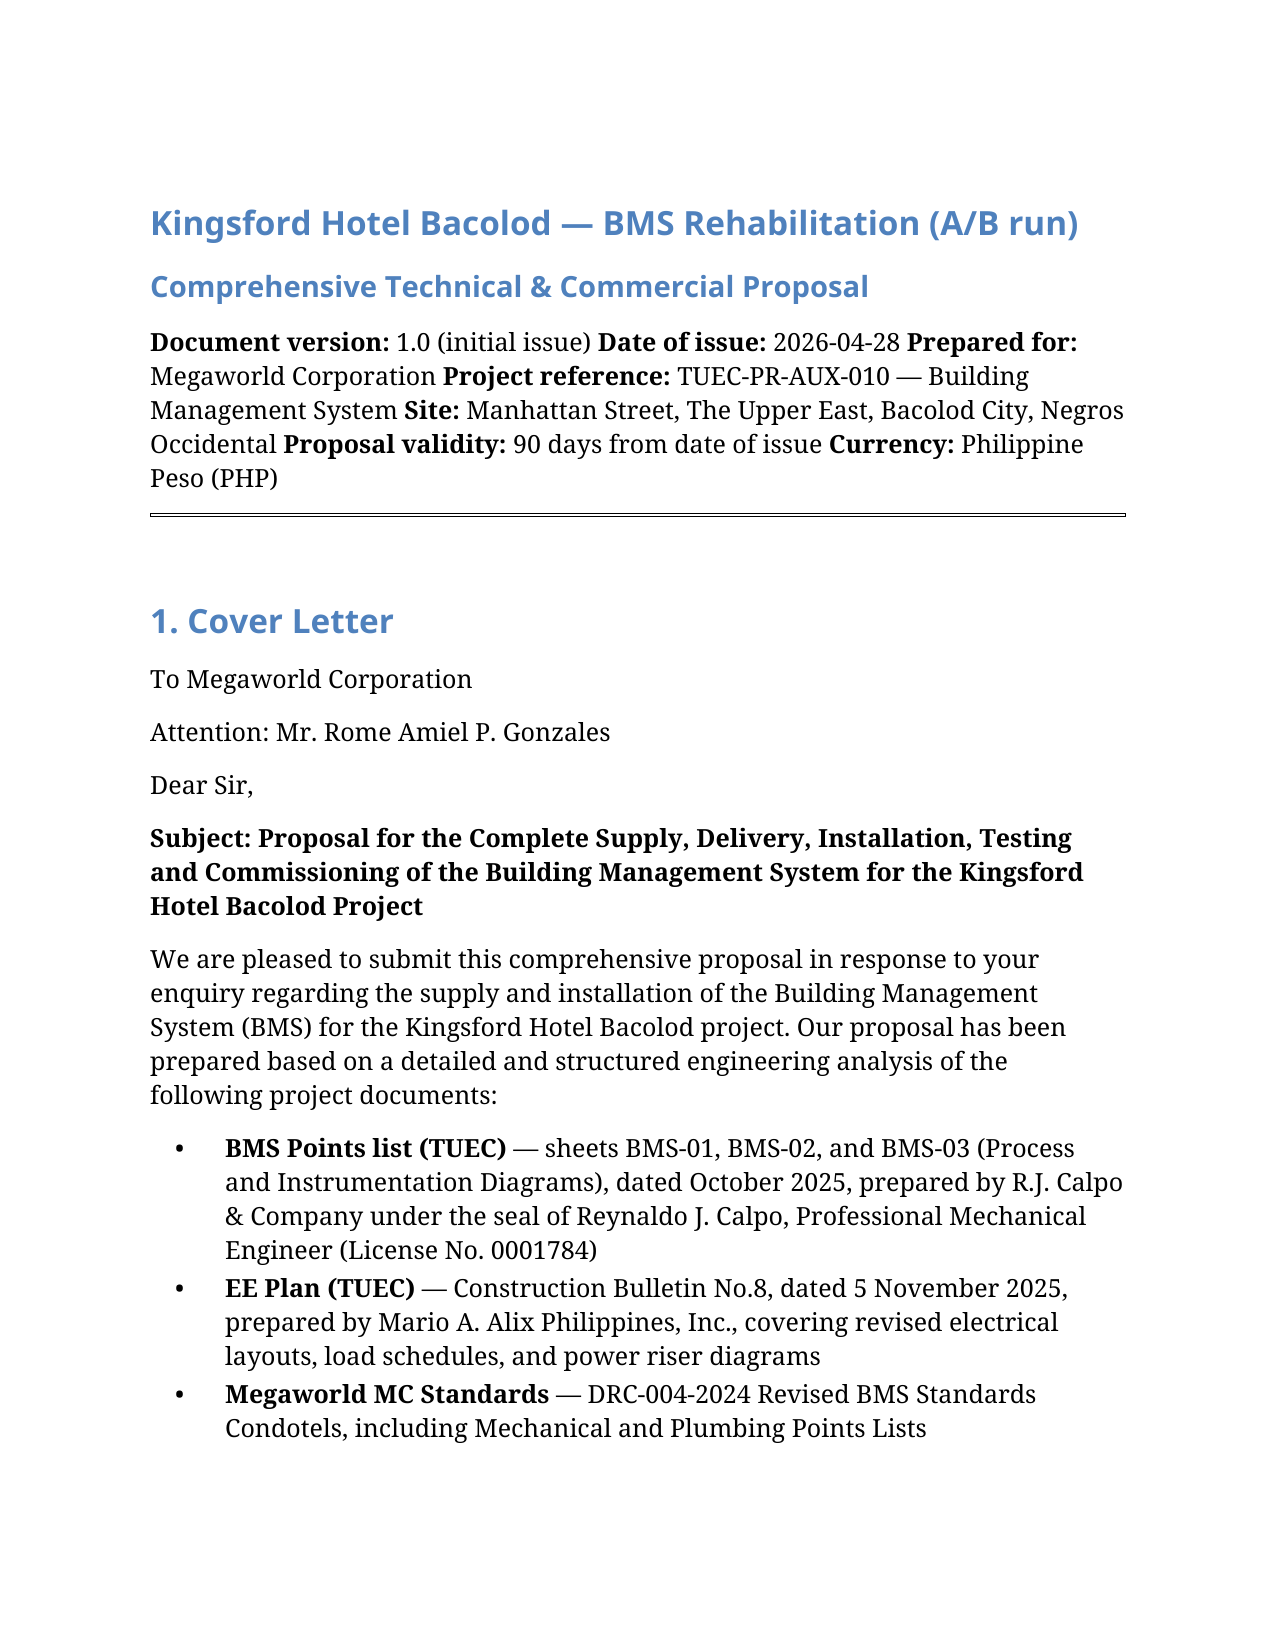 Kingsford Hotel Bacolod — BMS Rehabilitation (A/B run)
Comprehensive Technical & Commercial Proposal
Document version: 1.0 (initial issue) Date of issue: 2026-04-28 Prepared for:
Megaworld Corporation Project reference: TUEC-PR-AUX-010 — Building
Management System Site: Manhattan Street, The Upper East, Bacolod City, Negros
Occidental Proposal validity: 90 days from date of issue Currency: Philippine
Peso (PHP)
1. Cover Letter
To Megaworld Corporation
Attention: Mr. Rome Amiel P. Gonzales
Dear Sir,
Subject: Proposal for the Complete Supply, Delivery, Installation, Testing
and Commissioning of the Building Management System for the Kingsford
Hotel Bacolod Project
We are pleased to submit this comprehensive proposal in response to your
enquiry regarding the supply and installation of the Building Management
System (BMS) for the Kingsford Hotel Bacolod project. Our proposal has been
prepared based on a detailed and structured engineering analysis of the
following project documents:
• BMS Points list (TUEC) — sheets BMS-01, BMS-02, and BMS-03 (Process
and Instrumentation Diagrams), dated October 2025, prepared by R.J. Calpo
& Company under the seal of Reynaldo J. Calpo, Professional Mechanical
Engineer (License No. 0001784)
• EE Plan (TUEC) — Construction Bulletin No.8, dated 5 November 2025,
prepared by Mario A. Alix Philippines, Inc., covering revised electrical
layouts, load schedules, and power riser diagrams
• Megaworld MC Standards — DRC-004-2024 Revised BMS Standards
Condotels, including Mechanical and Plumbing Points Lists